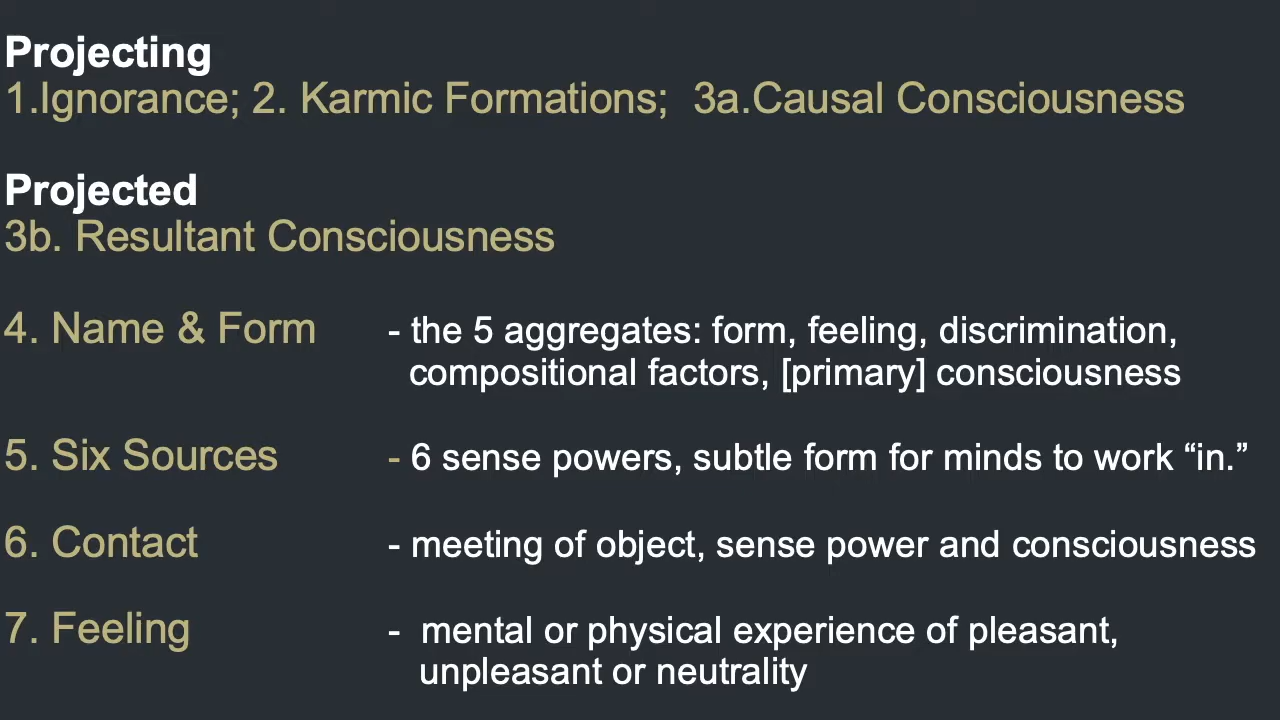 Projecting
1.Ignorance; 2. Karmic Formations;  3a.Causal Consciousness
Projected
3b. Resultant Consciousness
4. Name & Form - the 5 aggregates: form, feeling, discrimination,
compositional factors, [primary] consciousness
5. Six Sources - 6 sense powers, subtle form for minds to work “in.”
6. Contact - meeting of object, sense power and consciousness
7. Feeling -  mental or physical experience of pleasant,
unpleasant or neutrality